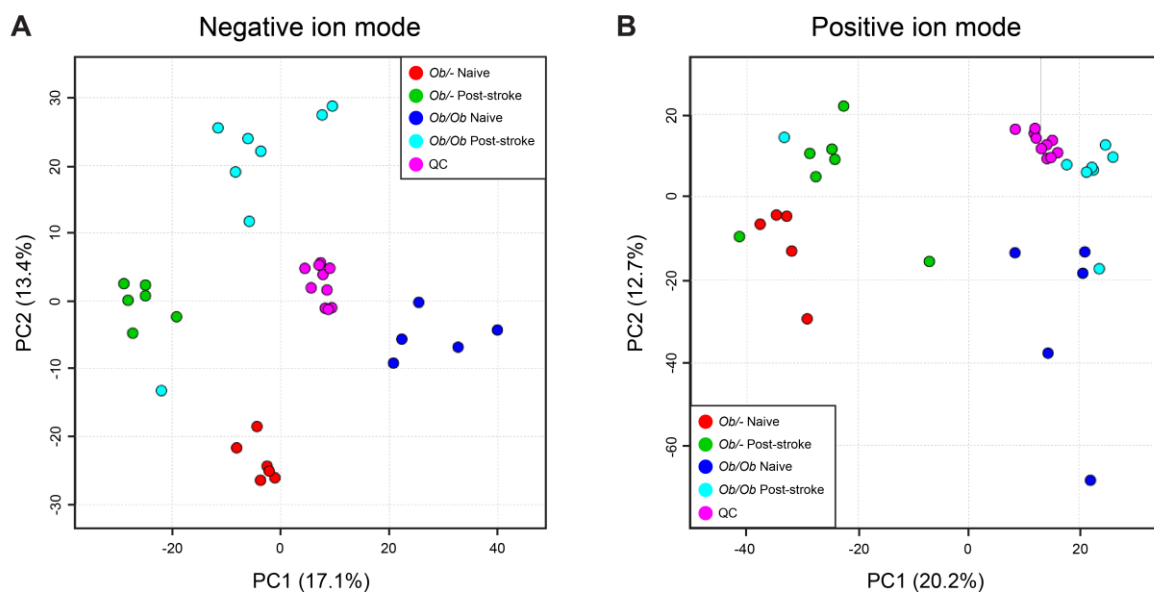 A
Negative ion mode
Ob/- Naive
Ob/- Post-stroke
Ob/Ob Naive
Ob/Ob Post-stroke
QC
30
20
10
0
-10
-20
-30
PC2 (13.4%)
-20
0
20
40
PC1 (17.1%)
B
Positive ion mode
20
0
-20
-40
-60
PC2 (12.7%)
Ob/- Naive
Ob/- Post-stroke
Ob/Ob Naive
Ob/Ob Post-stroke
QC
-40
-20
0
20
PC1 (20.2%)